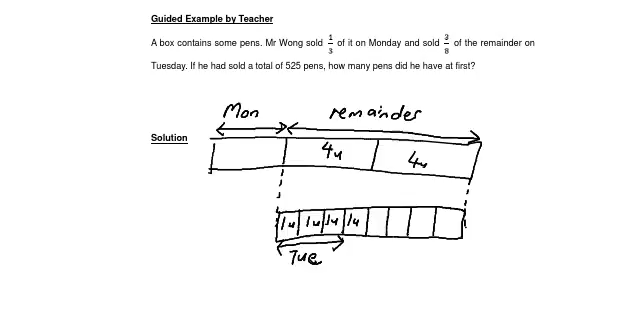 Guided Example by Teacher
A box contains some pens. Mr Wong sold 1/3 of it on Monday and sold 3/8 of the remainder on
Tuesday. If he had sold a total of 525 pens, how many pens did he have at first?
Mon remainder
Solution
4u 4u
1u 1u 1u 1u
Tue